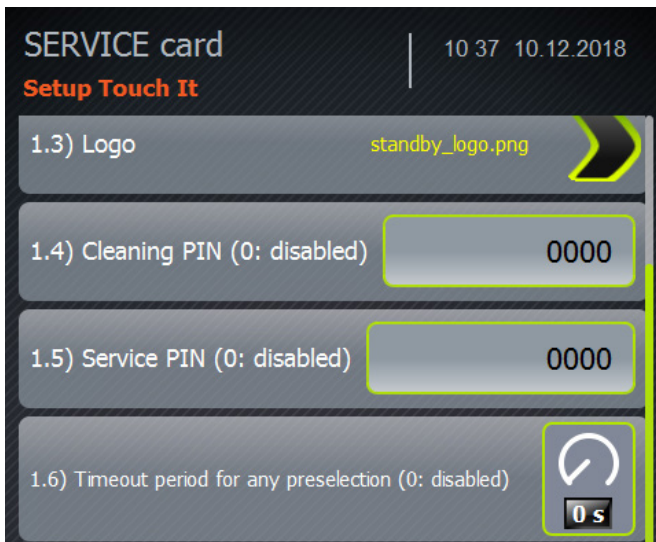 SERVICE card
10 37 10.12.2018
Setup Touch It
1.3) Logo
standby_logo.png
1.4) Cleaning PIN (0: disabled)
0000
1.5) Service PIN (0: disabled)
0000
1.6) Timeout period for any preselection (0: disabled)
0 s